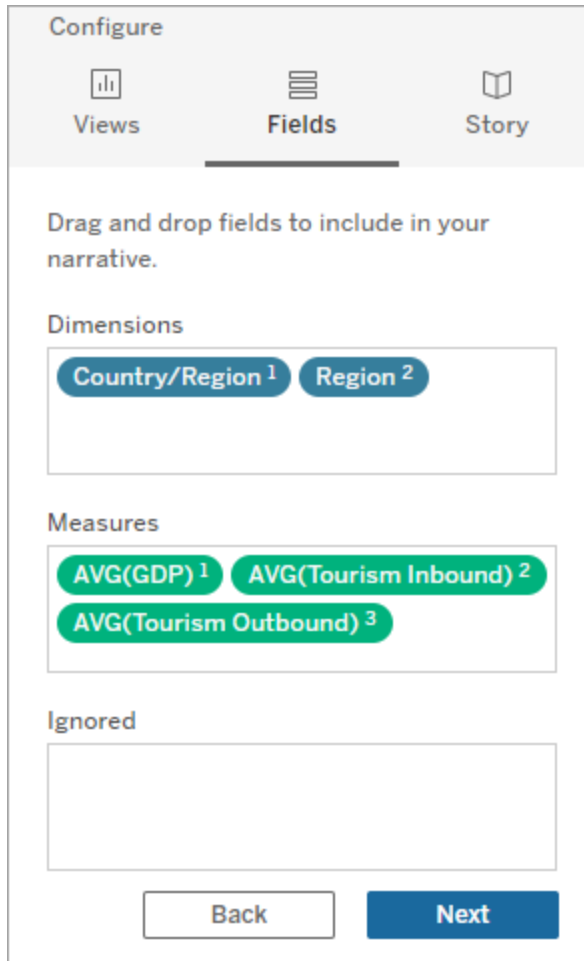 Configure
Views Fields Story
Drag and drop fields to include in your
narrative.
Dimensions
Country/Region 1 Region 2
Measures
AVG(GDP) 1 AVG(Tourism Inbound) 2
AVG(Tourism Outbound) 3
Ignored
Back Next